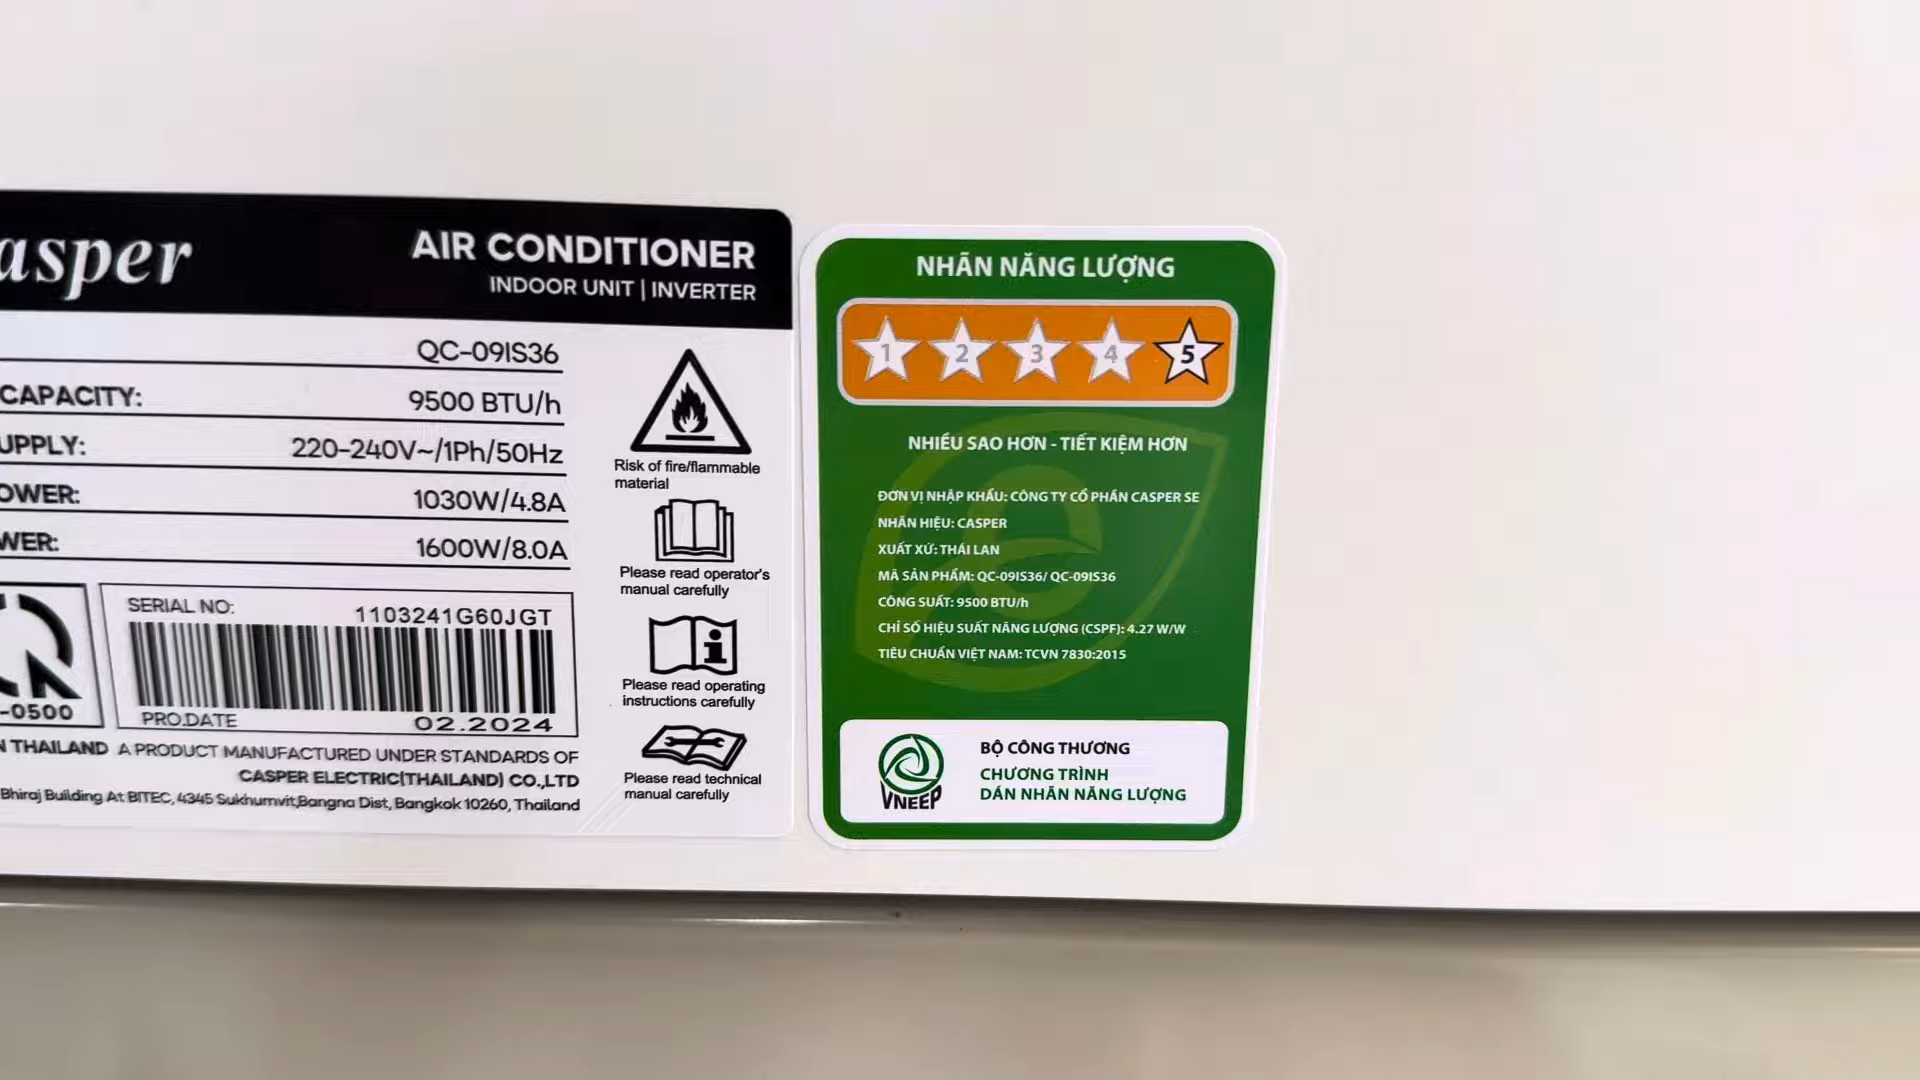 asper
AIR CONDITIONER
INDOOR UNIT | INVERTER
QC-09IS36
CAPACITY: 9500 BTU/h
UPPLY: 220-240V~/1Ph/50Hz
OWER: 1030W/4.8A
WER: 1600W/8.0A
Risk of fire/flammable
material
Please read operator's
manual carefully
Please read operating
instructions carefully
Please read technical
manual carefully
-0500
SERIAL NO: 1103241G60JGT
PRO.DATE 02.2024
N THAILAND A PRODUCT MANUFACTURED UNDER STANDARDS OF
CASPER ELECTRIC(THAILAND) CO.,LTD
Bhiraj Building At BITEC, 4345 Sukhumvit,Bangna Dist, Bangkok 10260, Thailand
NHÃN NĂNG LƯỢNG
1 2 3 4 5
NHIỀU SAO HƠN - TIẾT KIỆM HƠN
ĐƠN VỊ NHẬP KHẨU: CÔNG TY CỔ PHẦN CASPER SE
NHÃN HIỆU: CASPER
XUẤT XỨ: THÁI LAN
MÃ SẢN PHẨM: QC-09IS36/ QC-09IS36
CÔNG SUẤT: 9500 BTU/h
CHỈ SỐ HIỆU SUẤT NĂNG LƯỢNG (CSPF): 4.27 W/W
TIÊU CHUẨN VIỆT NAM: TCVN 7830:2015
VNEEP
BỘ CÔNG THƯƠNG
CHƯƠNG TRÌNH
DÁN NHÃN NĂNG LƯỢNG